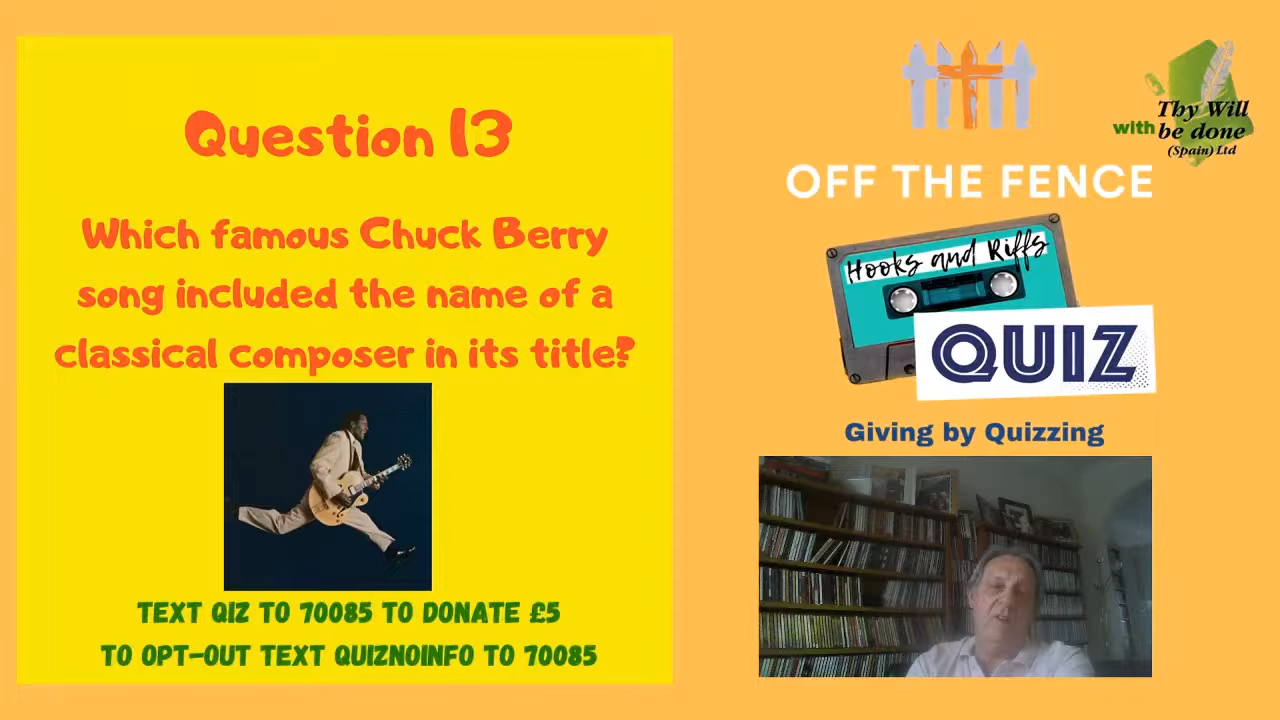 Question 13
Which famous Chuck Berry
song included the name of a
classical composer in its title?
TEXT QIZ TO 70085 TO DONATE £5
TO OPT-OUT TEXT QUIZNOINFO TO 70085
with Thy Will
be done
(Spain) Ltd
OFF THE FENCE
Hooks and Riffs
QUIZ
Giving by Quizzing